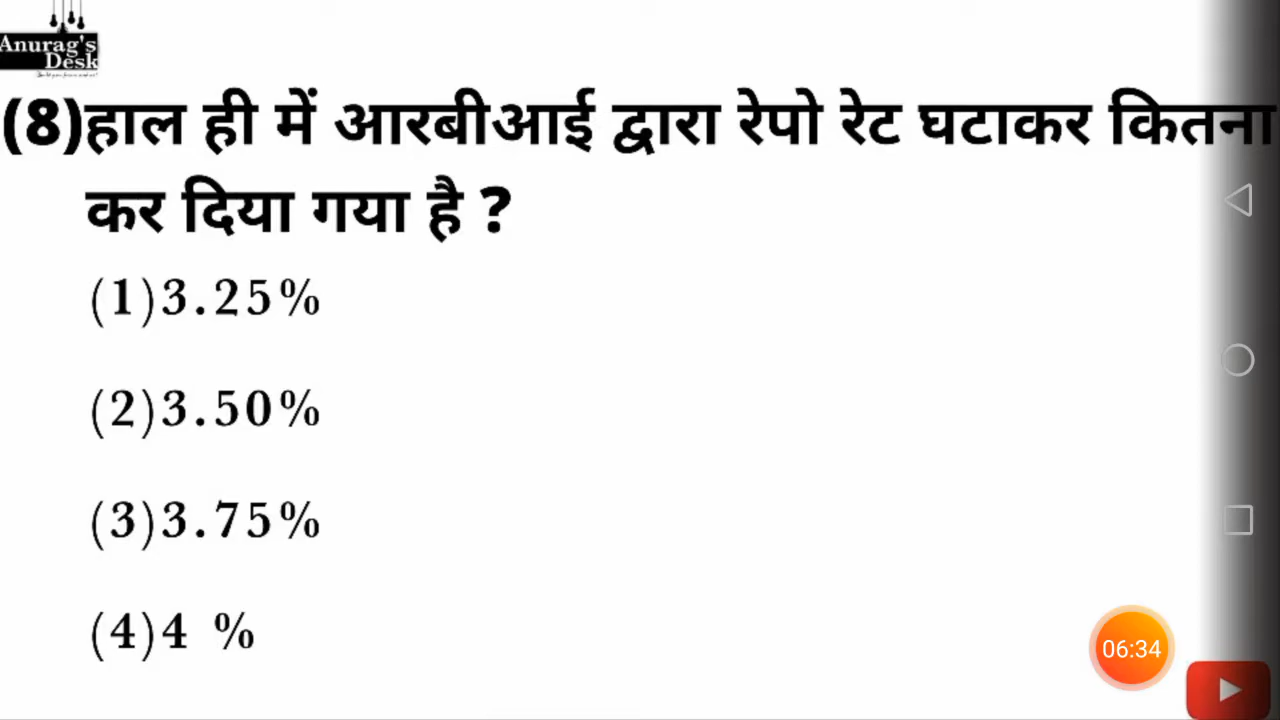 Anurag's
Desk
(8)हाल ही में आरबीआई द्वारा रेपो रेट घटाकर कितना
कर दिया गया है ?
(1)3.25%
(2)3.50%
(3)3.75%
(4)4 %
06:34